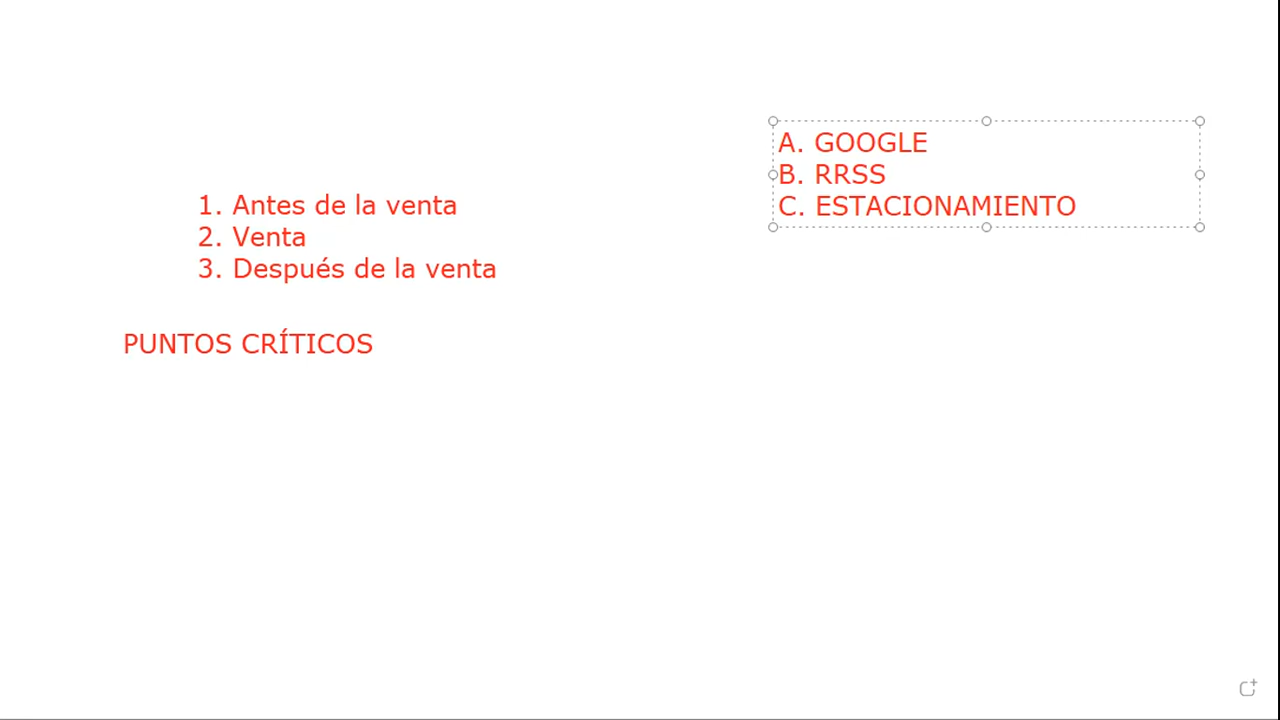 1. Antes de la venta
2. Venta
3. Después de la venta
PUNTOS CRÍTICOS
A. GOOGLE
B. RRSS
C. ESTACIONAMIENTO